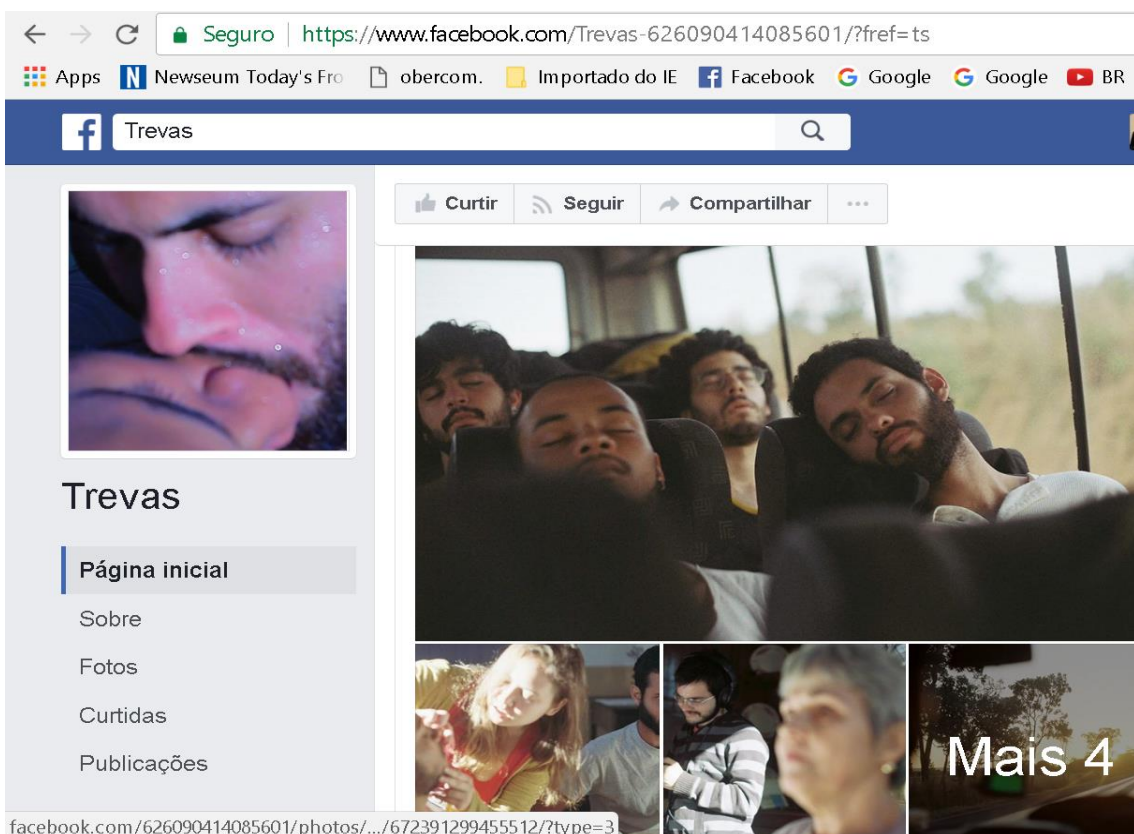 Seguro | https://www.facebook.com/Trevas-626090414085601/?fref=ts
Apps N Newseum Today's Fro obercom. Importado do IE f Facebook G Google G Google BR
f Trevas
Curtir Seguir Compartilhar ...
Trevas
Página inicial
Sobre
Fotos
Curtidas
Publicações
Mais 4
facebook.com/626090414085601/photos/.../672391299455512/?type=3